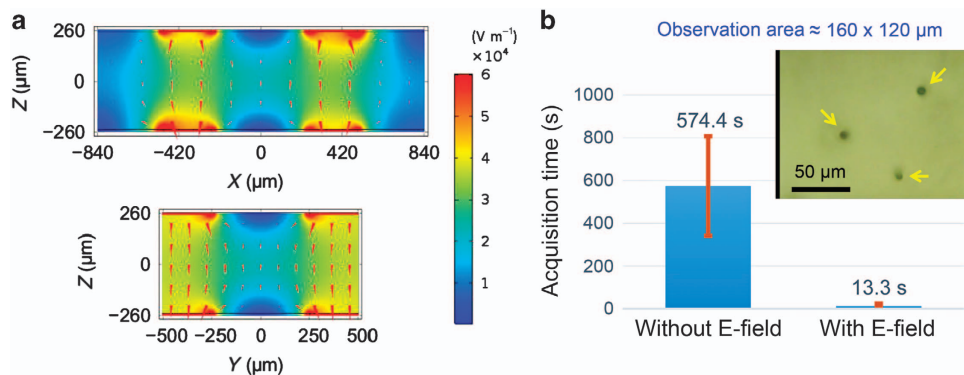 a
260
0
−260
Z (µm)
−840
−420
0
420
840
X (µm)
260
0
−260
Z (µm)
−500
−250
0
250
500
Y (µm)
(V m⁻¹)
×10⁴
6
5
4
3
2
1
b
Observation area ≈ 160 x 120 µm
Acquisition time (s)
1000
800
600
400
200
0
574.4 s
13.3 s
50 µm
Without E-field
With E-field